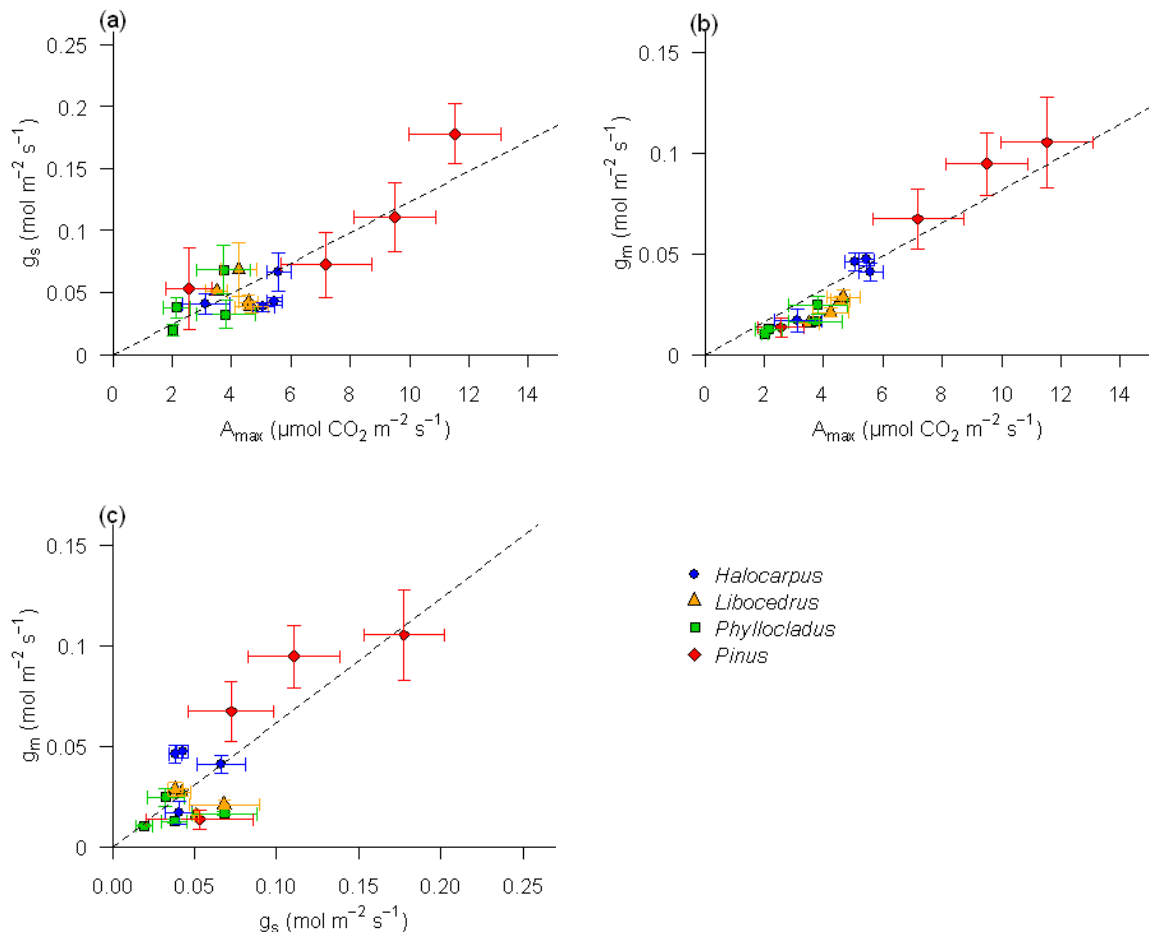 (a)
0.25
0.2
0.15
0.1
0.05
0
gs (mol m−2 s−1)
0 2 4 6 8 10 12 14
Amax (µmol CO2 m−2 s−1)
(b)
0.15
0.1
0.05
0
gm (mol m−2 s−1)
0 2 4 6 8 10 12 14
Amax (µmol CO2 m−2 s−1)
(c)
0.15
0.1
0.05
0
gm (mol m−2 s−1)
0.00 0.05 0.10 0.15 0.20 0.25
gs (mol m−2 s−1)
Halocarpus
Libocedrus
Phyllocladus
Pinus